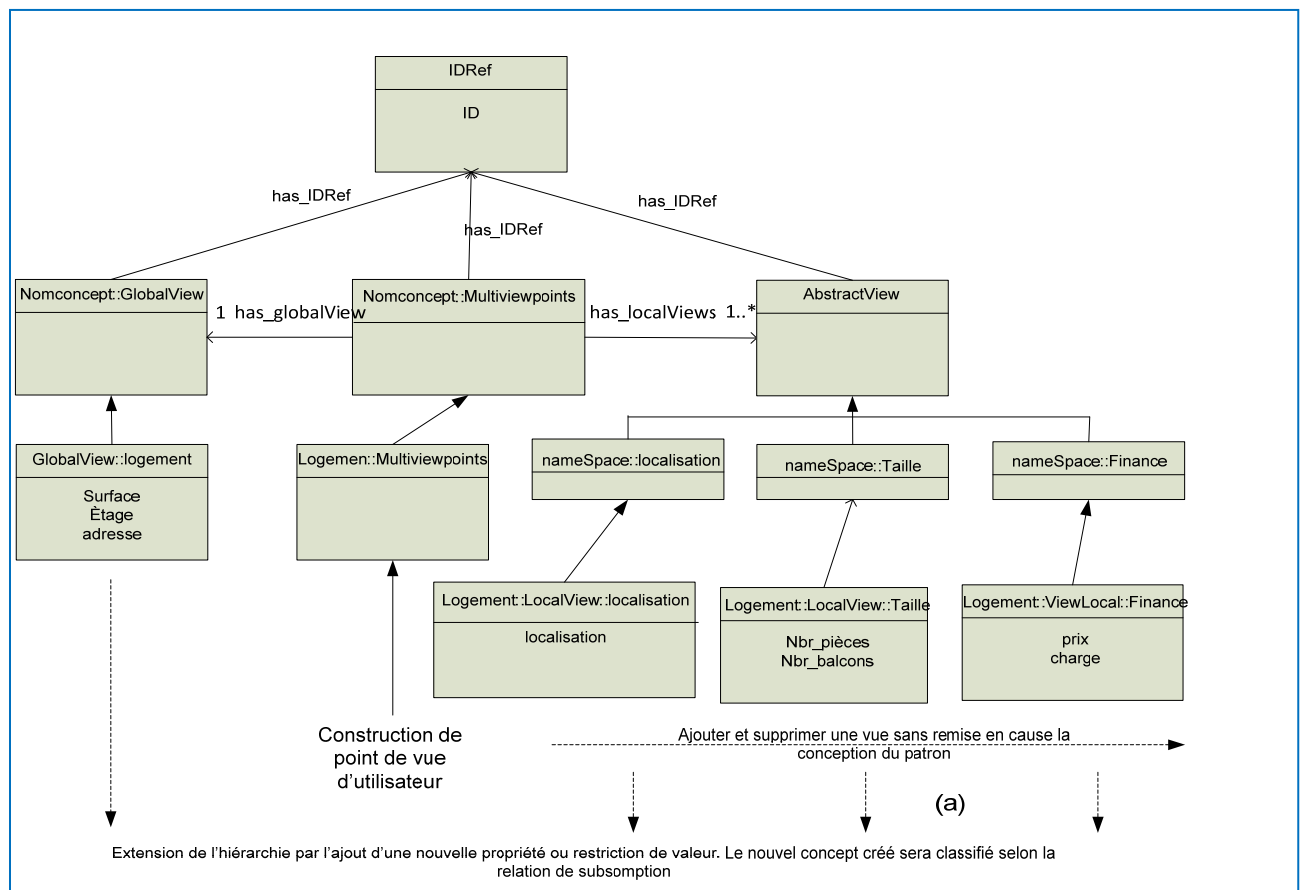 IDRef
ID
has_IDRef
has_IDRef
has_IDRef
Nomconcept::GlobalView
Nomconcept::Multiviewpoints
AbstractView
1 has_globalView
has_localViews 1..*
GlobalView::logement
Surface
Ètage
adresse
Logemen::Multiviewpoints
nameSpace::localisation
nameSpace::Taille
nameSpace::Finance
Logement::LocalView::localisation
localisation
Logement::LocalView::Taille
Nbr_pièces
Nbr_balcons
Logement::ViewLocal::Finance
prix
charge
Construction de
point de vue
d'utilisateur
Ajouter et supprimer une vue sans remise en cause la
conception du patron
(a)
Extension de l'hiérarchie par l'ajout d'une nouvelle propriété ou restriction de valeur. Le nouvel concept créé sera classifié selon la
relation de subsomption